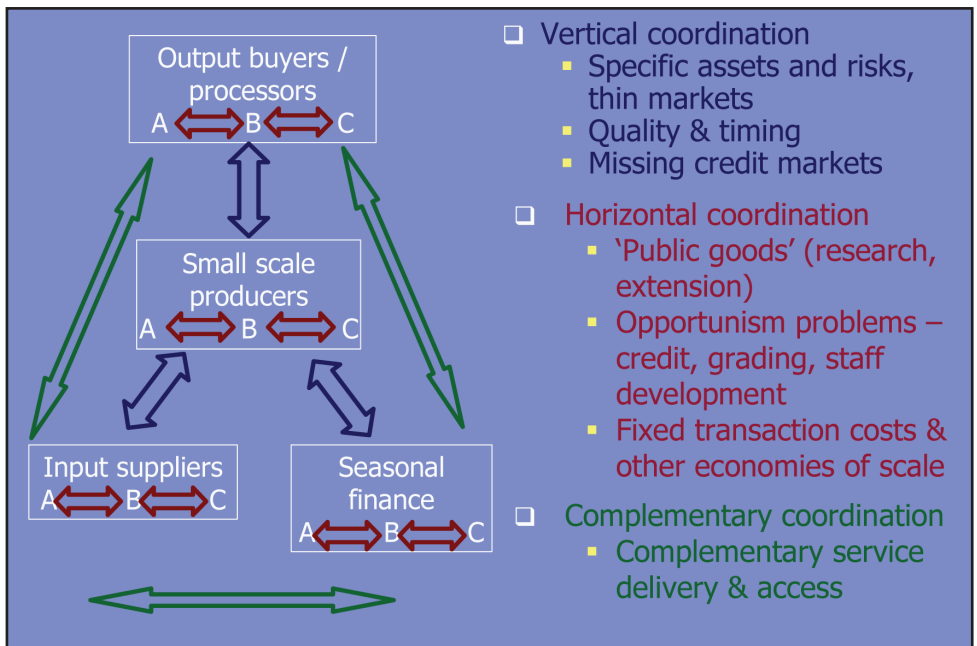 Output buyers /
processors
A B C
Small scale
producers
A B C
Input suppliers
A B C
Seasonal
finance
A B C
Vertical coordination
Specific assets and risks,
thin markets
Quality & timing
Missing credit markets
Horizontal coordination
‘Public goods’ (research,
extension)
Opportunism problems –
credit, grading, staff
development
Fixed transaction costs &
other economies of scale
Complementary coordination
Complementary service
delivery & access